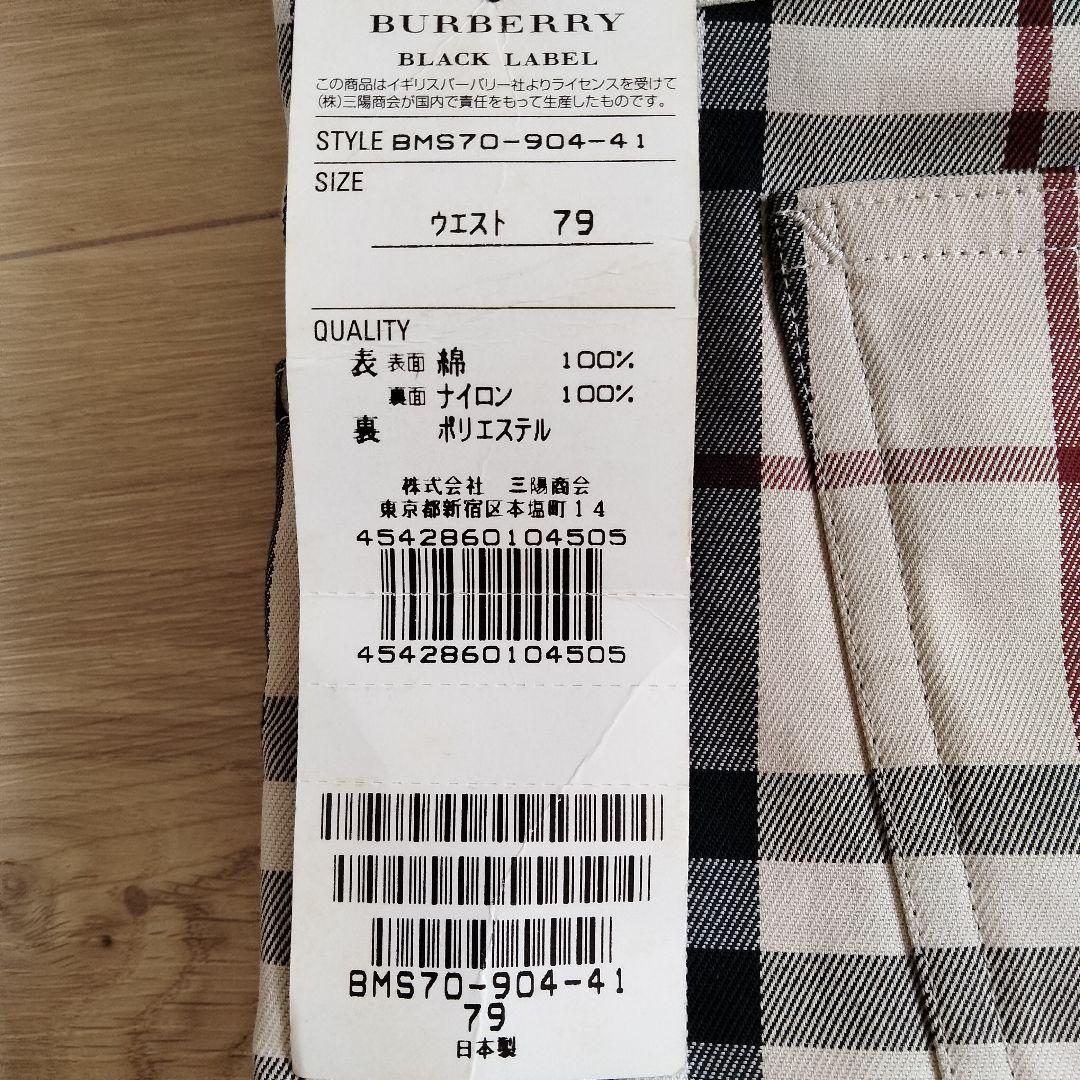 BURBERRY
BLACK LABEL
この商品はイギリスバーバリー社よりライセンスを受けて
(株)三陽商会が国内で責任をもって生産したものです。
STYLE BMS70-904-41
SIZE
ウエスト 79
QUALITY
表 表面 綿 100%
裏面 ナイロン 100%
裏 ポリエステル
株式会社 三陽商会
東京都新宿区本塩町14
4542860104505
4542860104505
BMS70-904-41
79
日本製